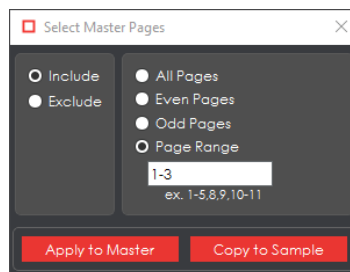 Select Master Pages
Include
Exclude
All Pages
Even Pages
Odd Pages
Page Range
1-3
ex. 1-5,8,9,10-11
Apply to Master
Copy to Sample